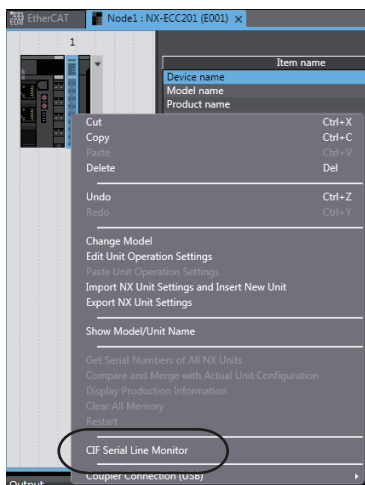 EtherCAT
Node1 : NX-ECC201 (E001) ×
1
Item name
Device name
Model name
Product name
Cut Ctrl+X
Copy Ctrl+C
Paste Ctrl+V
Delete Del
Undo Ctrl+Z
Redo Ctrl+Y
Change Model
Edit Unit Operation Settings
Paste Unit Operation Settings
Import NX Unit Settings and Insert New Unit
Export NX Unit Settings
Show Model/Unit Name
Get Serial Numbers of All NX Units
Compare and Merge with Actual Unit Configuration
Display Production Information
Clear All Memory
Restart
CIF Serial Line Monitor
Coupler Connection (USB)
Output